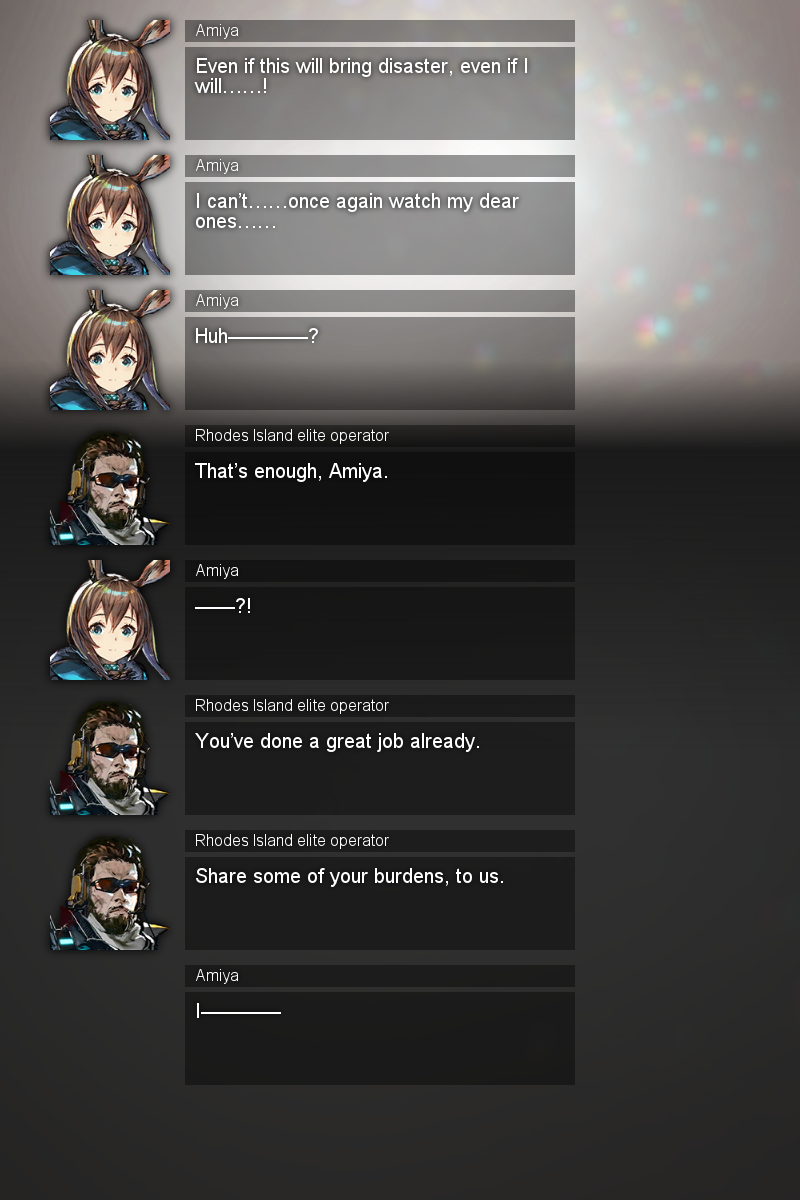 Amiya
Even if this will bring disaster, even if I
will……!
Amiya
I can't……once again watch my dear
ones……
Amiya
Huh————?
Rhodes Island elite operator
That's enough, Amiya.
Amiya
——?!
Rhodes Island elite operator
You've done a great job already.
Rhodes Island elite operator
Share some of your burdens, to us.
Amiya
I————